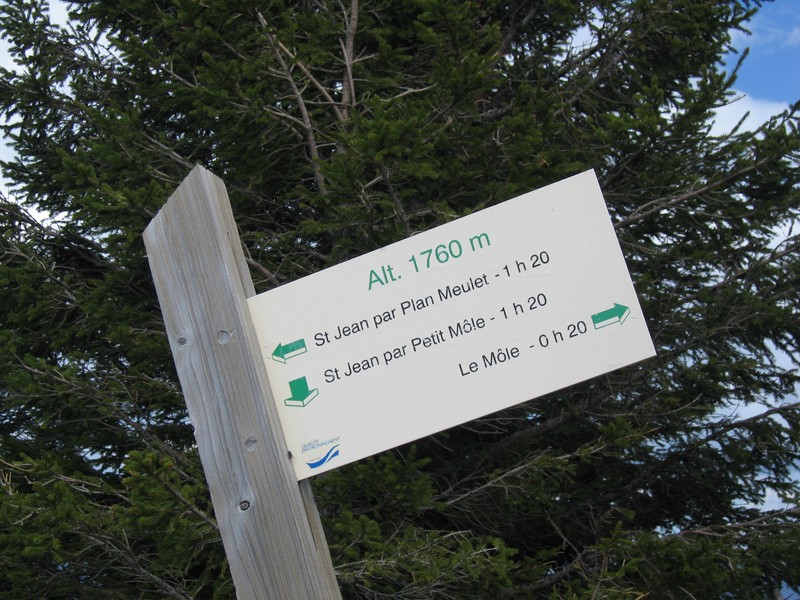 Alt. 1760 m
St Jean par Plan Meulet - 1 h 20
St Jean par Petit Môle - 1 h 20
Le Môle - 0 h 20